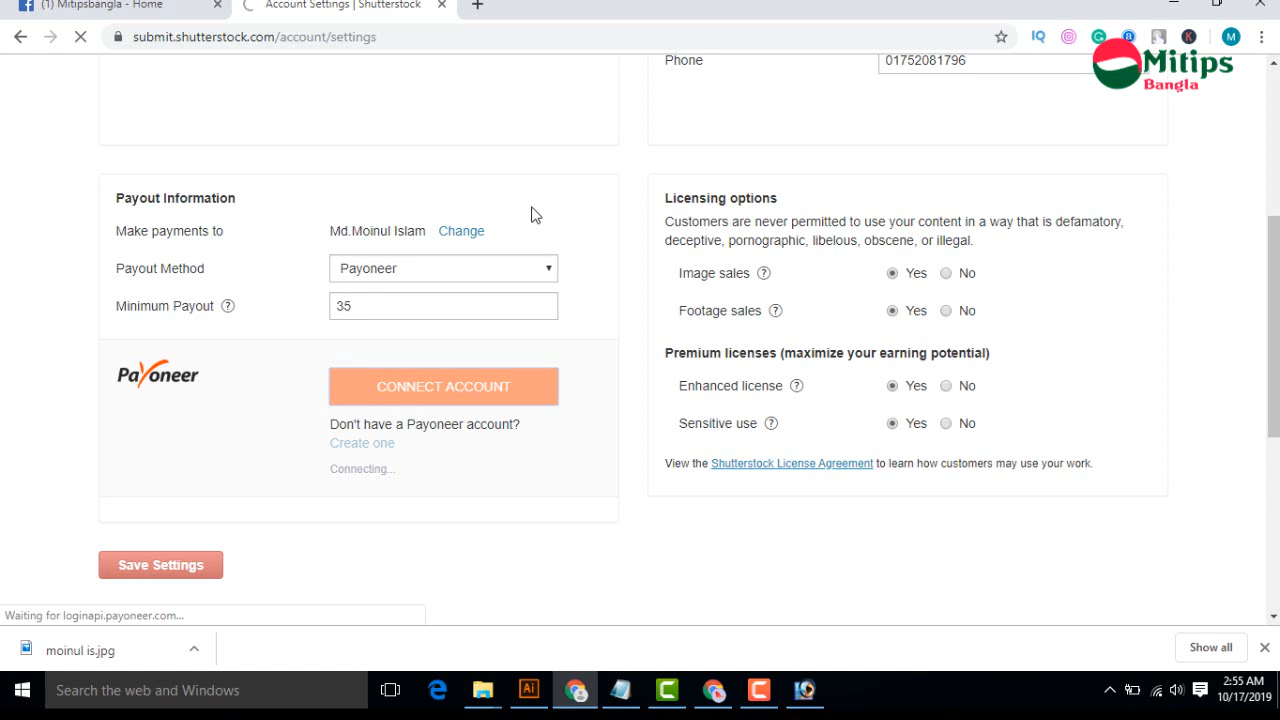 (1) Mitipsbangla - Home
Account Settings | Shutterstock
submit.shutterstock.com/account/settings
IQ
G
a
K
M
Mitips
Bangla
Phone
01752081796
Payout Information
Make payments to
Md.Moinul Islam Change
Payout Method
Payoneer
Minimum Payout ?
35
Payoneer
CONNECT ACCOUNT
Don't have a Payoneer account?
Create one
Connecting...
Licensing options
Customers are never permitted to use your content in a way that is defamatory,
deceptive, pornographic, libelous, obscene, or illegal.
Image sales ? Yes No
Footage sales ? Yes No
Premium licenses (maximize your earning potential)
Enhanced license ? Yes No
Sensitive use ? Yes No
View the Shutterstock License Agreement to learn how customers may use your work.
Save Settings
Waiting for loginapi.payoneer.com...
moinul is.jpg
Show all
Search the web and Windows
Ai
2:55 AM
10/17/2019